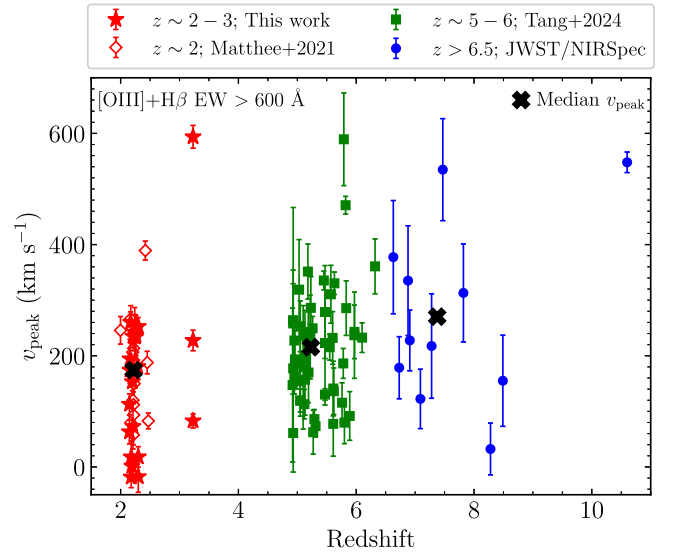 z ∼ 2 − 3; This work
z ∼ 5 − 6; Tang+2024
z ∼ 2; Matthee+2021
z > 6.5; JWST/NIRSpec
[OIII]+Hβ EW > 600 Å
Median v_peak
600
400
200
0
v_peak (km s⁻¹)
2
4
6
8
10
Redshift